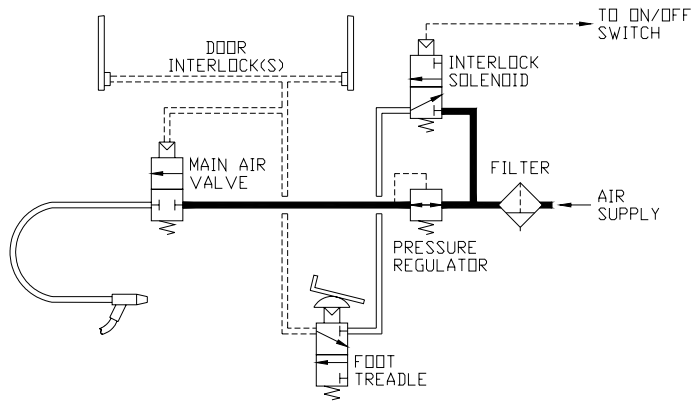 TO ON/OFF
SWITCH
DOOR
INTERLOCK(S)
INTERLOCK
SOLENOID
MAIN AIR
VALVE
FILTER
AIR
SUPPLY
PRESSURE
REGULATOR
FOOT
TREADLE